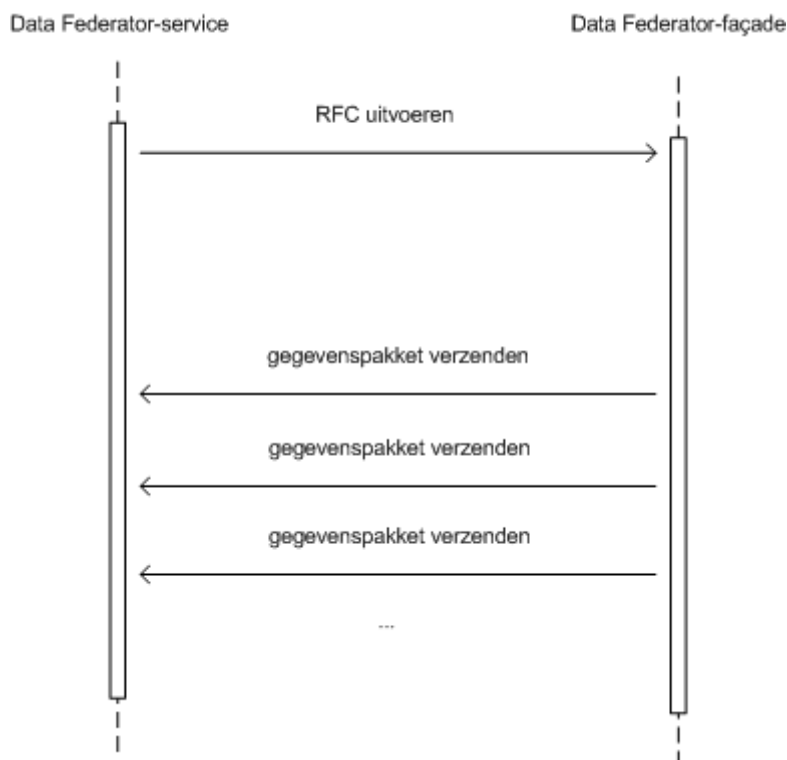 Data Federator-service
Data Federator-façade
RFC uitvoeren
gegevenspakket verzenden
gegevenspakket verzenden
gegevenspakket verzenden
...